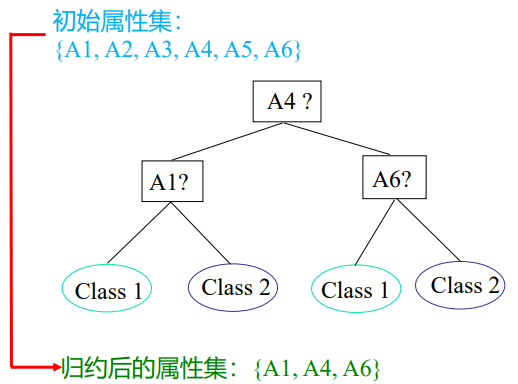 初始属性集：
{A1, A2, A3, A4, A5, A6}
A4 ?
A1?
A6?
Class 1
Class 2
Class 1
Class 2
归约后的属性集： {A1, A4, A6}